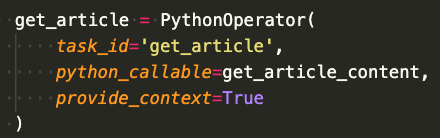 get_article = PythonOperator(
    task_id='get_article',
    python_callable=get_article_content,
    provide_context=True
)